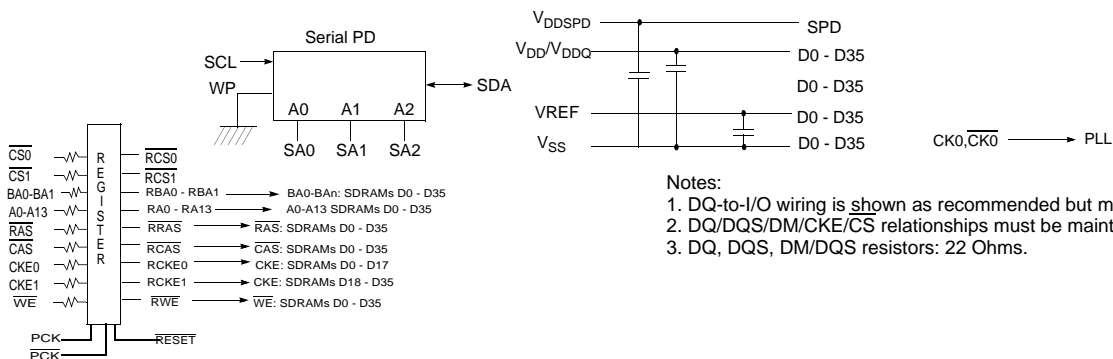 Serial PD
SCL
WP
SDA
A0 A1 A2
SA0 SA1 SA2
VDDSPD SPD
VDD/VDDQ D0 - D35
D0 - D35
VREF D0 - D35
VSS D0 - D35
CK0,CK0 PLL
CS0 RCS0
CS1 RCS1
BA0-BA1 RBA0 - RBA1 BA0-BAn: SDRAMs D0 - D35
A0-A13 RA0 - RA13 A0-A13 SDRAMs D0 - D35
RAS RRAS RAS: SDRAMs D0 - D35
CAS RCAS CAS: SDRAMs D0 - D35
CKE0 RCKE0 CKE: SDRAMs D0 - D17
CKE1 RCKE1 CKE: SDRAMs D18 - D35
WE RWE WE: SDRAMs D0 - D35
REGISTER
PCK
PCK
RESET
Notes:
1. DQ-to-I/O wiring is shown as recommended but m
2. DQ/DQS/DM/CKE/CS relationships must be maint
3. DQ, DQS, DM/DQS resistors: 22 Ohms.